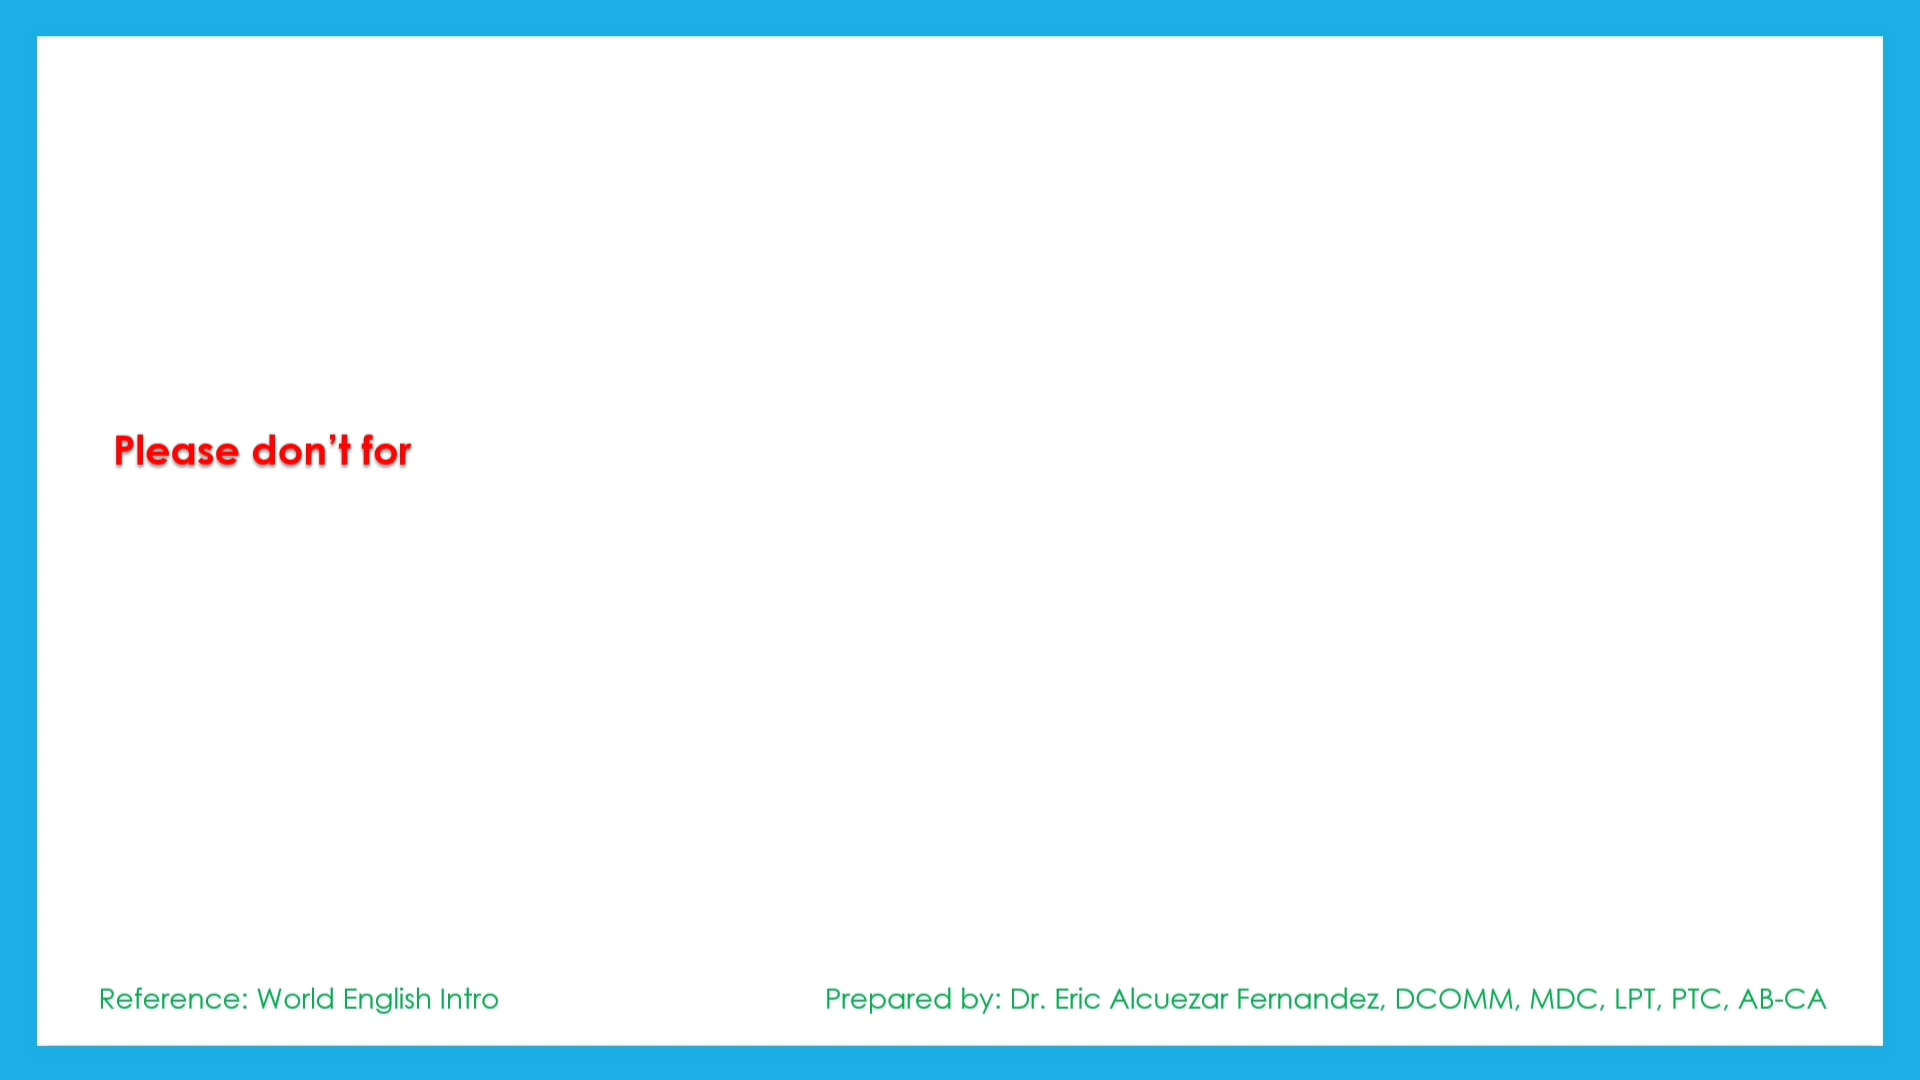 Please don’t for
Reference: World English Intro
Prepared by: Dr. Eric Alcuezar Fernandez, DCOMM, MDC, LPT, PTC, AB-CA